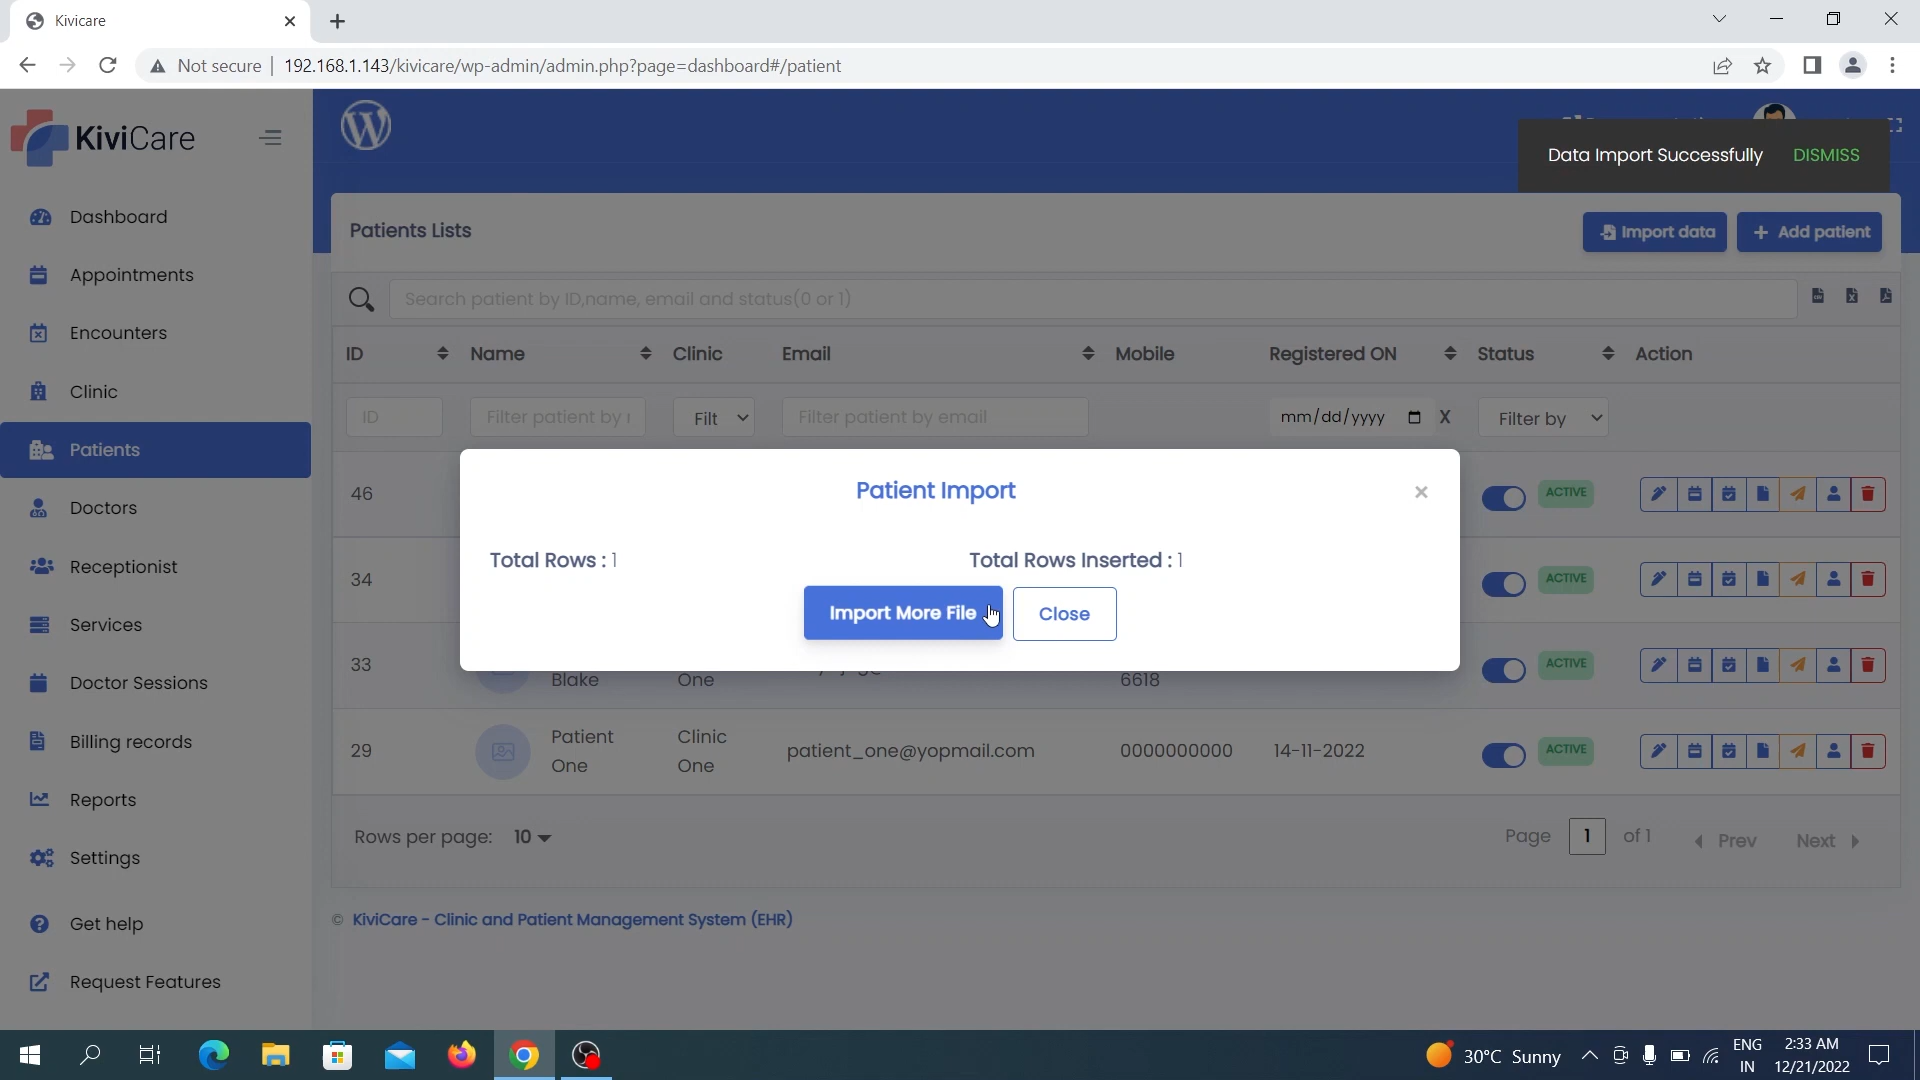 Kivicare
Not secure
192.168.1.143/kivicare/wp-admin/admin.php?page=dashboard#/patient
KiviCare
Data Import Successfully DISMISS
Dashboard
Appointments
Encounters
Clinic
Patients
Doctors
Receptionist
Services
Doctor Sessions
Billing records
Reports
Settings
Get help
Request Features
Patients Lists
Import data
+ Add patient
Search patient by ID,name, email and status(0 or 1)
ID Name Clinic Email Mobile Registered ON Status Action
ID Filter patient by Filt Filter patient by email mm/dd/yyyy X Filter by
46 ACTIVE
Patient Import
×
Total Rows : 1 Total Rows Inserted : 1
Import More File Close
34 ACTIVE
33 ACTIVE
Blake One 6618
29 Patient One Clinic One patient_one@yopmail.com 0000000000 14-11-2022 ACTIVE
Rows per page: 10
Page 1 of 1 Prev Next
© KiviCare - Clinic and Patient Management System (EHR)
30°C Sunny
ENG
IN
2:33 AM
12/21/2022